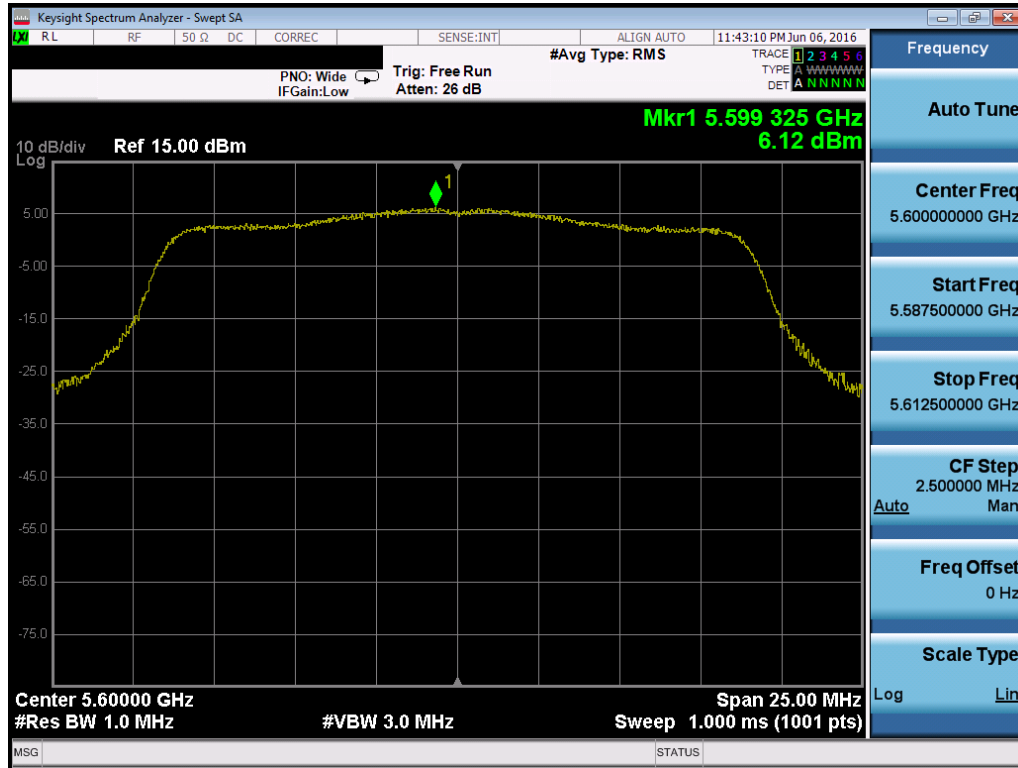 Keysight Spectrum Analyzer - Swept SA
LXI RL RF 50 Ω DC CORREC SENSE:INT ALIGN AUTO 11:43:10 PM Jun 06, 2016
#Avg Type: RMS
TRACE 1 2 3 4 5 6
PNO: Wide Trig: Free Run
TYPE A WWWWW
IFGain:Low Atten: 26 dB
DET A N N N N N
Mkr1 5.599 325 GHz
6.12 dBm
10 dB/div Ref 15.00 dBm
Log
1
5.00
-5.00
-15.0
-25.0
-35.0
-45.0
-55.0
-65.0
-75.0
Center 5.60000 GHz Span 25.00 MHz
#Res BW 1.0 MHz #VBW 3.0 MHz Sweep 1.000 ms (1001 pts)
MSG STATUS
Frequency
Auto Tune
Center Freq
5.600000000 GHz
Start Freq
5.587500000 GHz
Stop Freq
5.612500000 GHz
CF Step
2.500000 MHz
Auto Man
Freq Offset
0 Hz
Scale Type
Log Lin